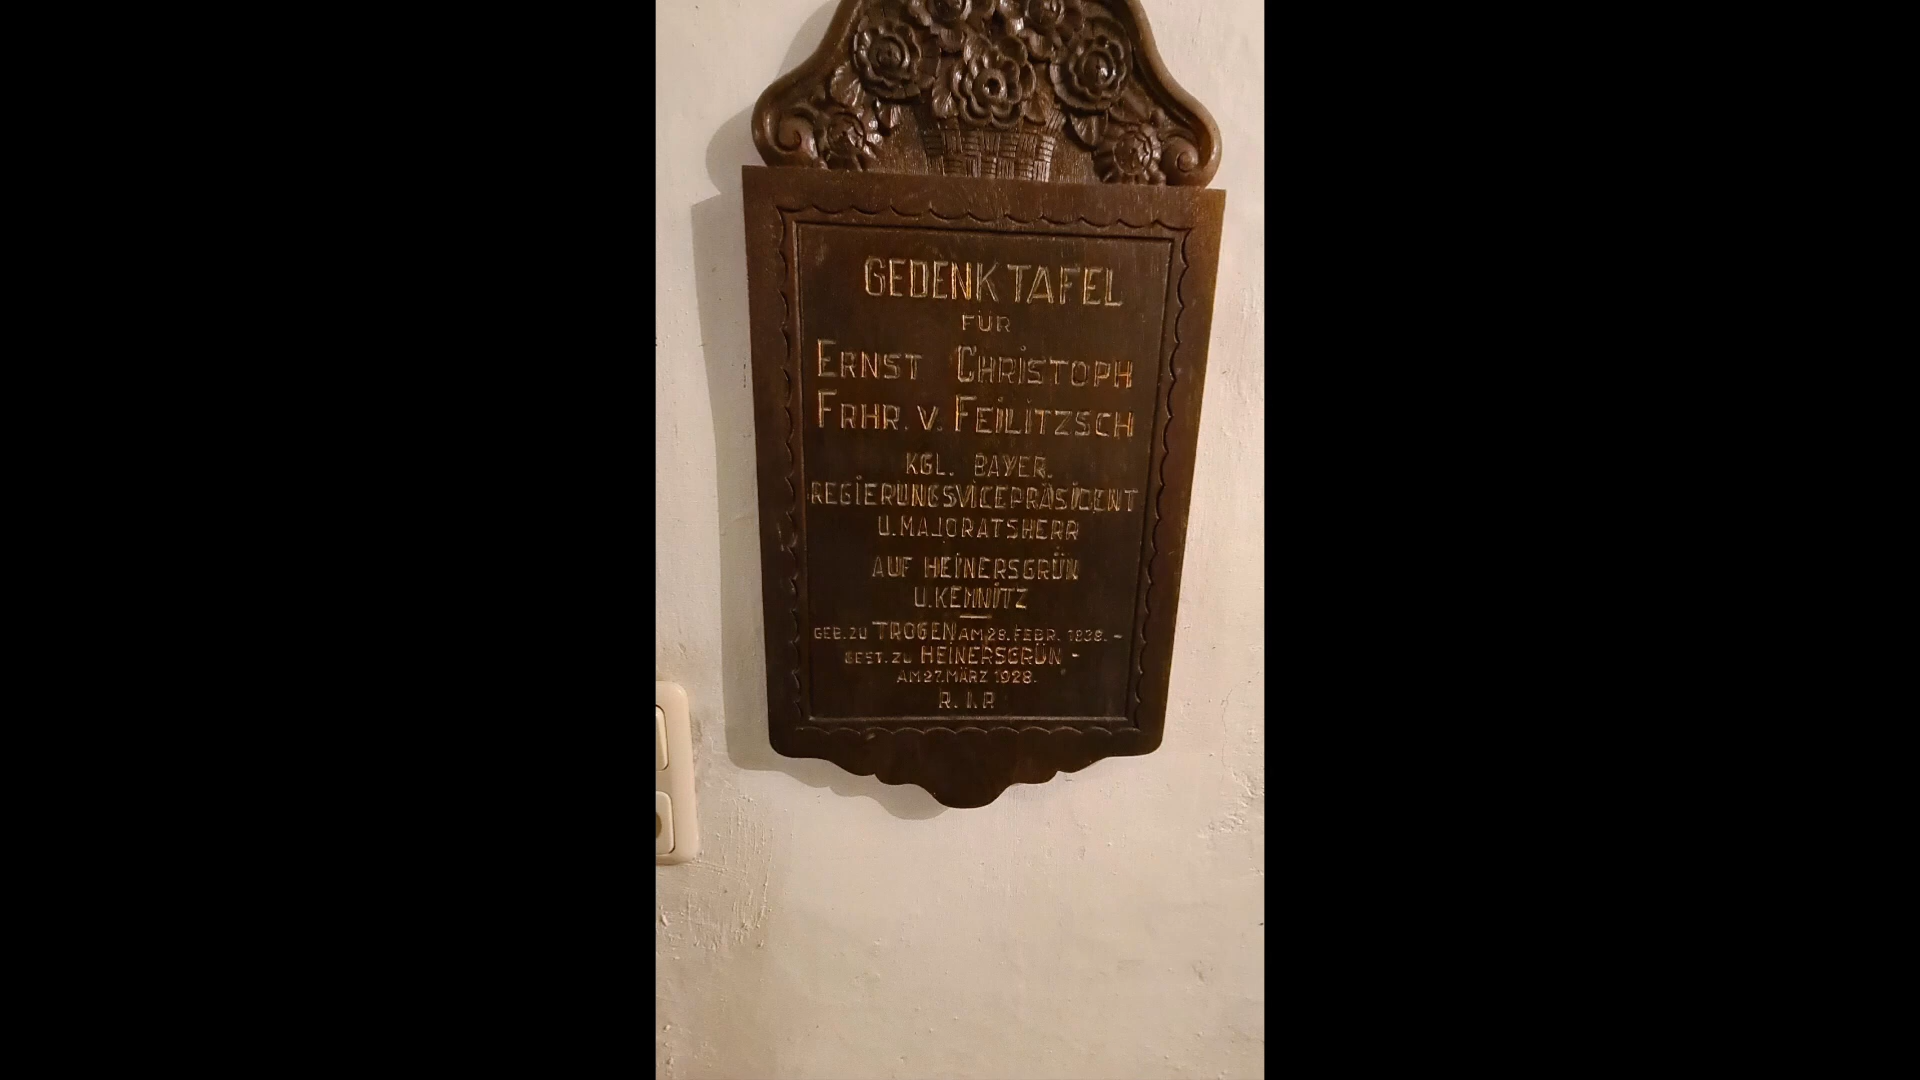 GEDENKTAFEL
FÜR
ERNST CHRISTOPH
FRHR. V. FEILITZSCH
KGL. BAYER.
REGIERUNGSVICEPRÄSIDENT
U. MAJORATSHERR
AUF HEINERSGRÜN
U. KEMNITZ
GEB. ZU TROGEN AM 28. FEBR. 1838. -
GEST. ZU HEINERSGRÜN -
AM 27. MÄRZ 1928.
R. I. P.